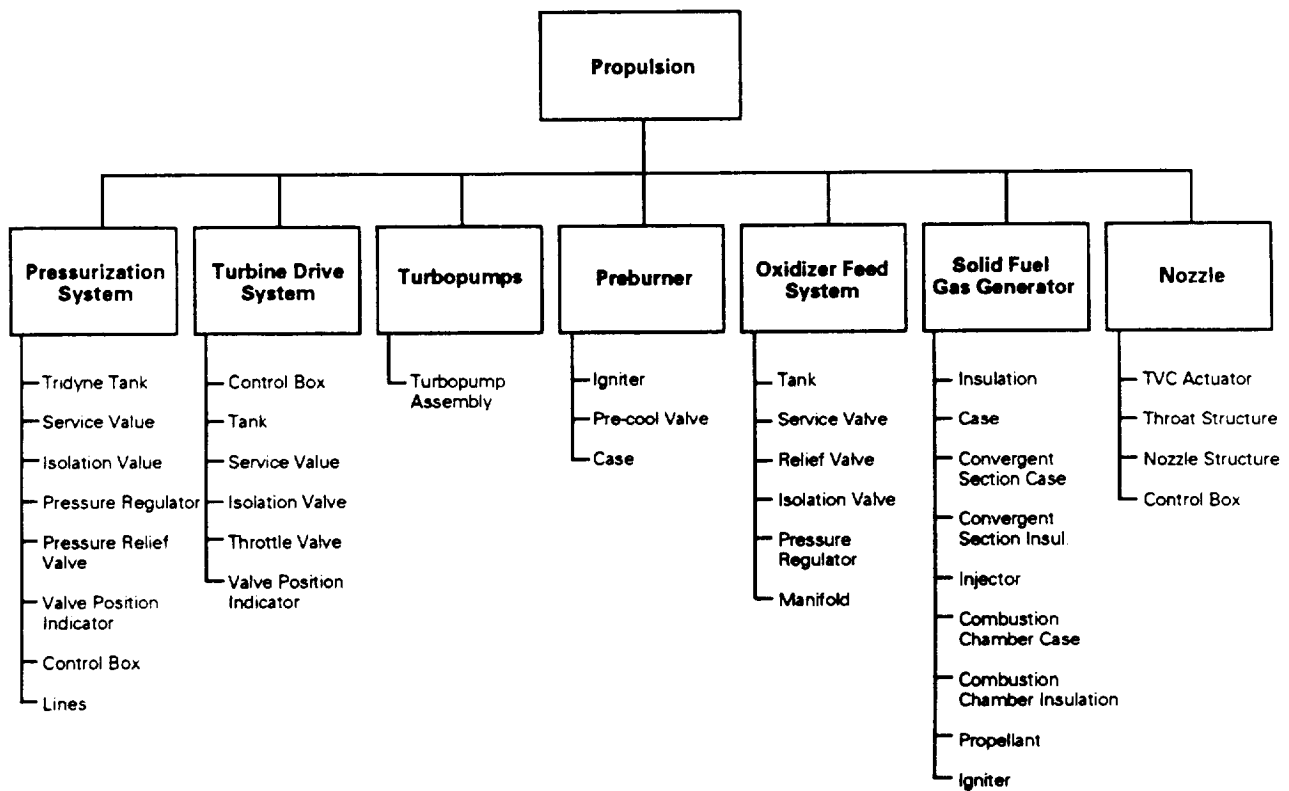 Propulsion
Pressurization
System
Turbine Drive
System
Turbopumps
Preburner
Oxidizer Feed
System
Solid Fuel
Gas Generator
Nozzle
Tridyne Tank
Service Value
Isolation Value
Pressure Regulator
Pressure Relief
Valve
Valve Position
Indicator
Control Box
Lines
Control Box
Tank
Service Value
Isolation Valve
Throttle Valve
Valve Position
Indicator
Turbopump
Assembly
Igniter
Pre-cool Valve
Case
Tank
Service Valve
Relief Valve
Isolation Valve
Pressure
Regulator
Manifold
Insulation
Case
Convergent
Section Case
Convergent
Section Insul.
Injector
Combustion
Chamber Case
Combustion
Chamber Insulation
Propellant
Igniter
TVC Actuator
Throat Structure
Nozzle Structure
Control Box